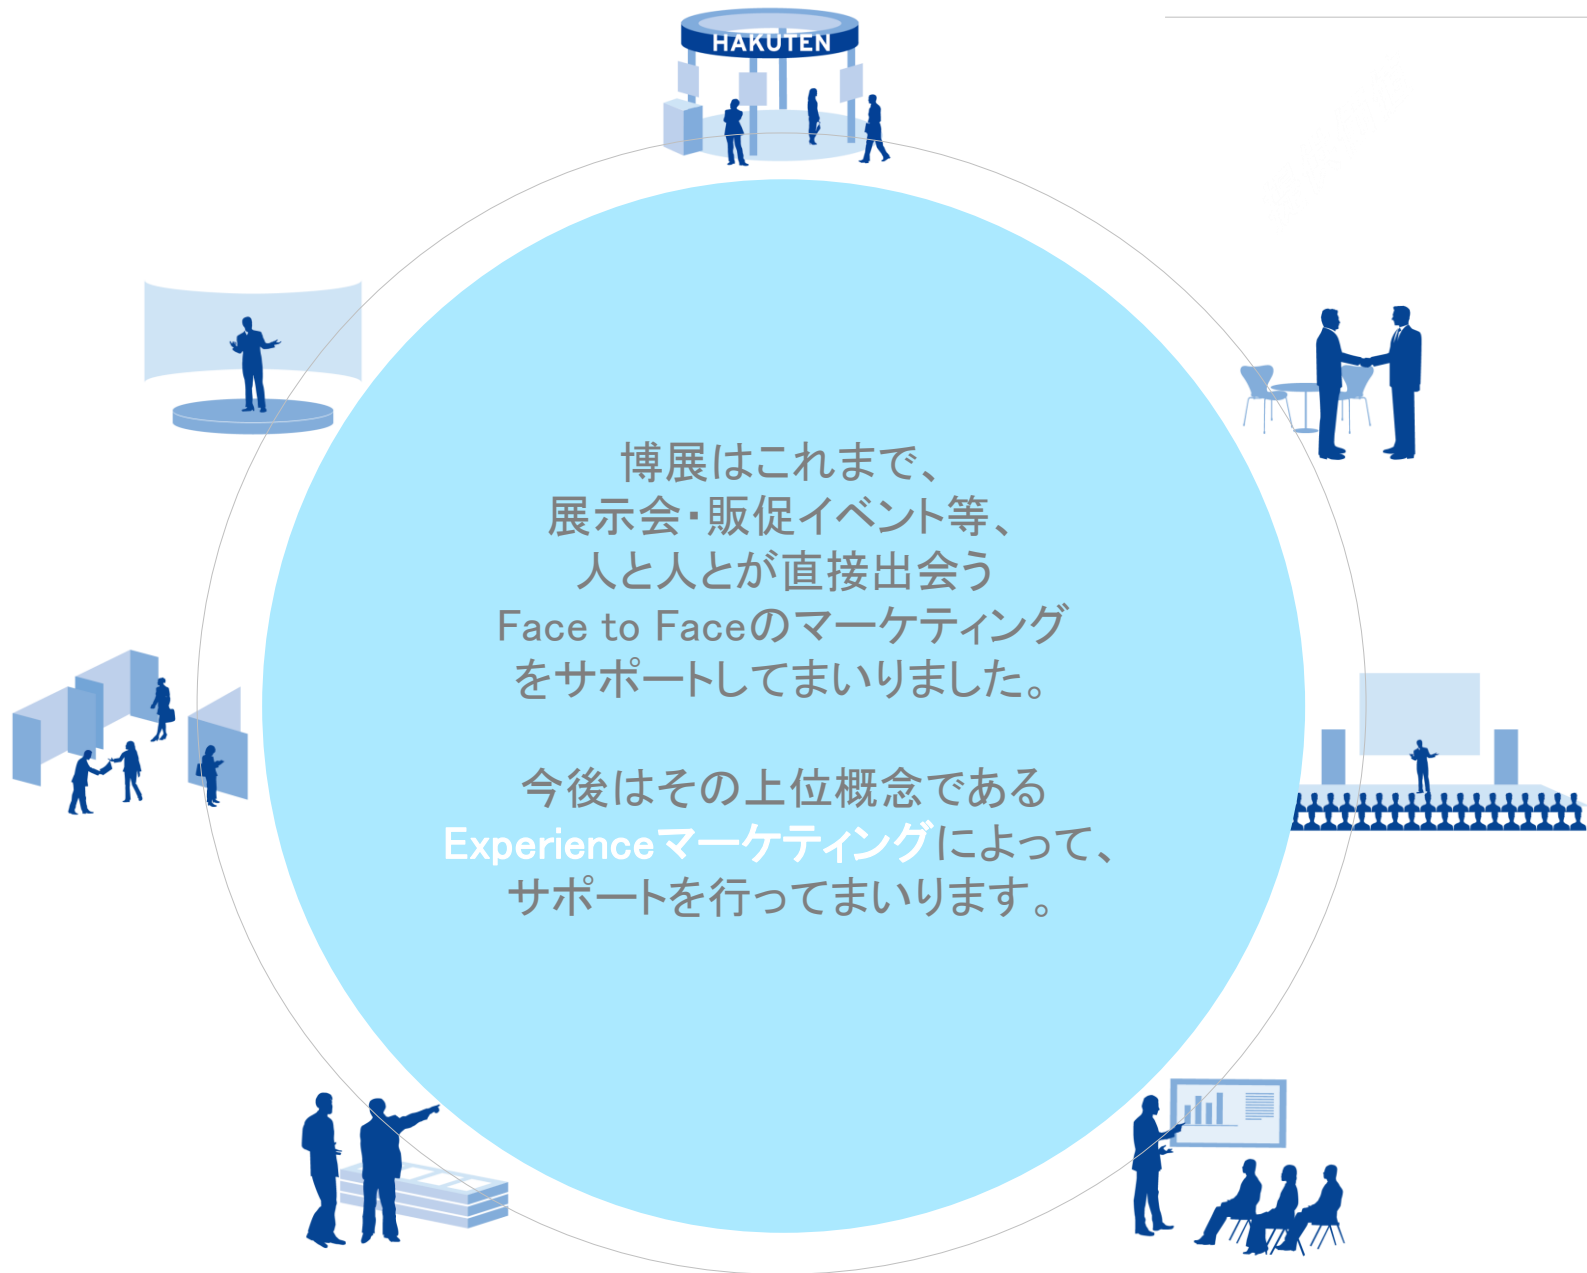 HAKUTEN
博展はこれまで、
展示会・販促イベント等、
人と人とが直接出会う
Face to Faceのマーケティング
をサポートしてまいりました。
今後はその上位概念である
Experienceマーケティングによって、
サポートを行ってまいります。